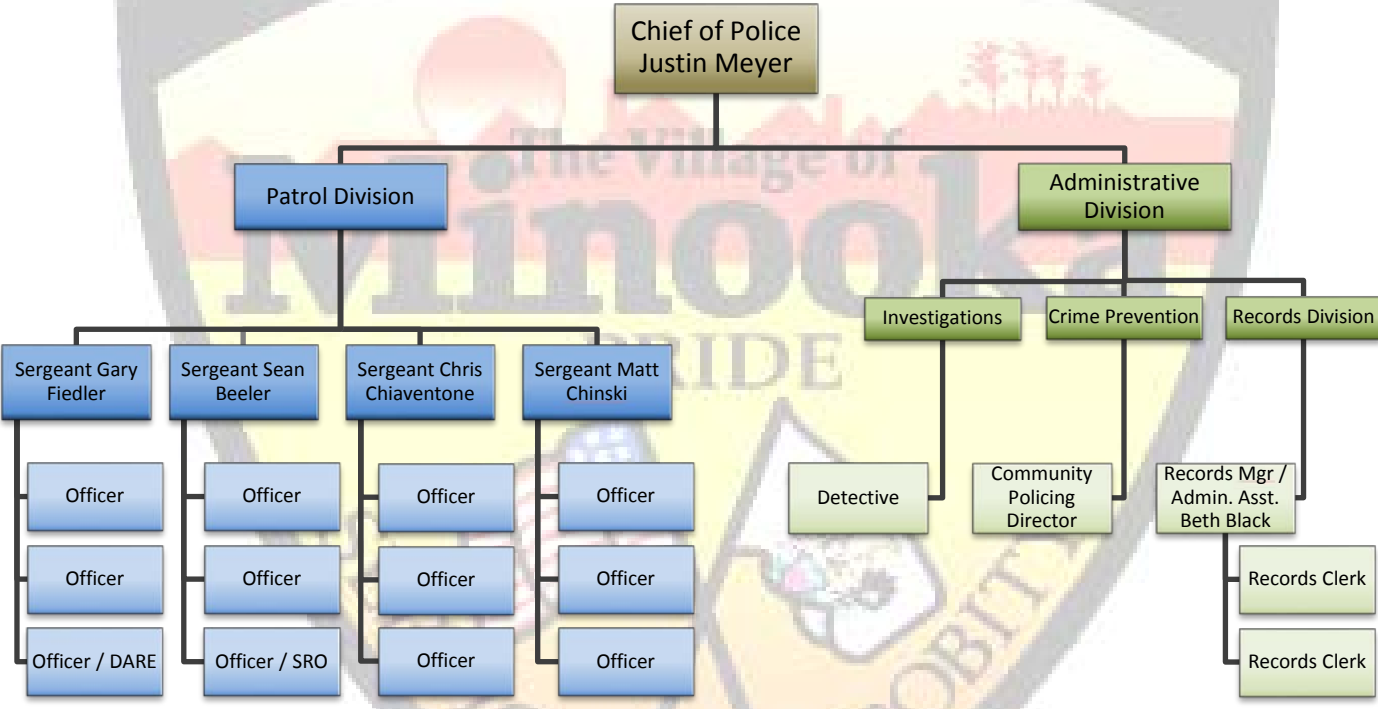 Chief of Police
Justin Meyer
The Village of
Minooka
PRIDE
Patrol Division
Administrative
Division
Investigations
Crime Prevention
Records Division
Sergeant Gary
Fiedler
Sergeant Sean
Beeler
Sergeant Chris
Chiaventone
Sergeant Matt
Chinski
Officer
Officer
Officer
Officer
Detective
Community
Policing
Director
Records Mgr /
Admin. Asst.
Beth Black
Officer
Officer
Officer
Officer
Records Clerk
Officer / DARE
Officer / SRO
Officer
Officer
Records Clerk